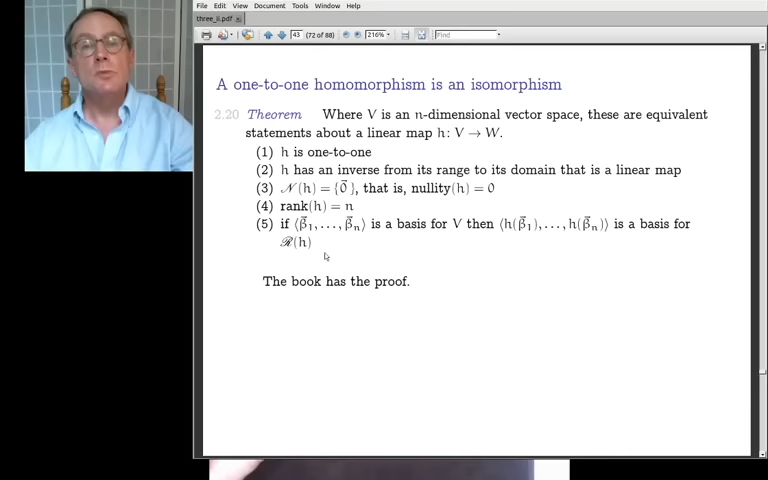 File Edit View Document Tools Window Help
three_ii.pdf
43 (72 of 88) 216% Find
A one-to-one homomorphism is an isomorphism
2.20 Theorem Where V is an n-dimensional vector space, these are equivalent
statements about a linear map h: V → W.
(1) h is one-to-one
(2) h has an inverse from its range to its domain that is a linear map
(3) 𝒩(h) = {0⃗}, that is, nullity(h) = 0
(4) rank(h) = n
(5) if ⟨β⃗₁, …, β⃗ₙ⟩ is a basis for V then ⟨h(β⃗₁), …, h(β⃗ₙ)⟩ is a basis for
ℛ(h)
The book has the proof.